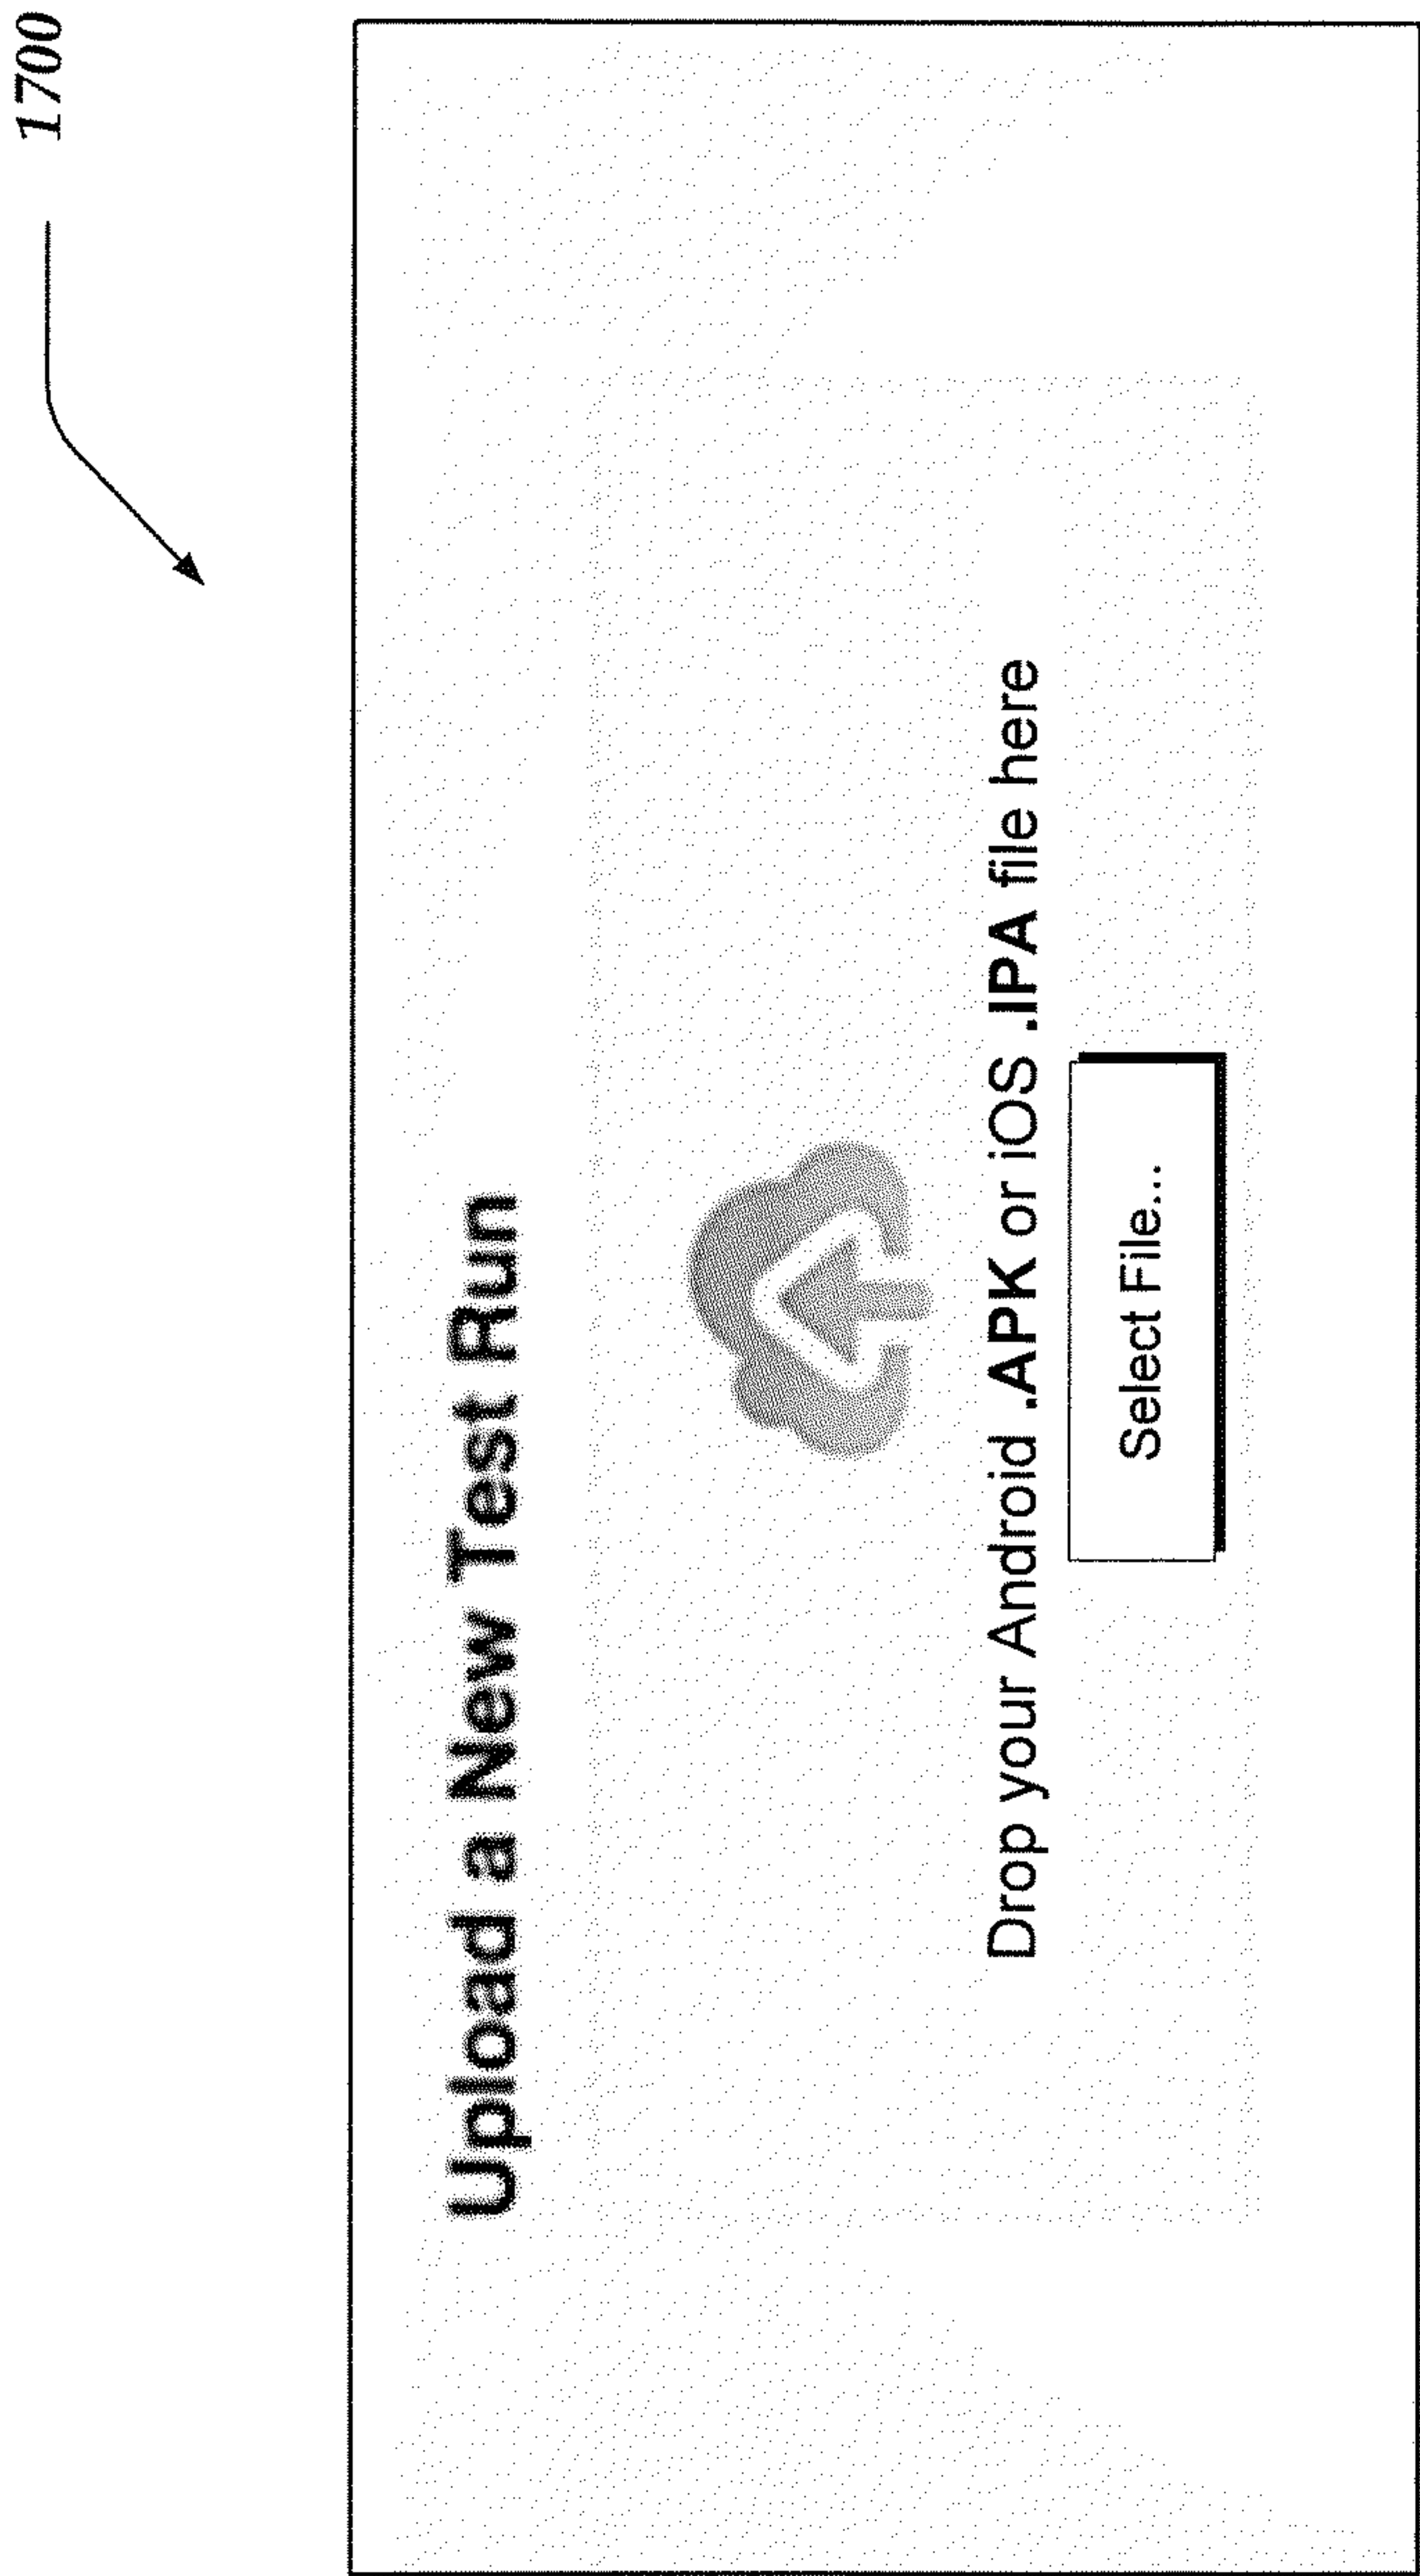 1700
Upload a New Test Run
Drop your Android .APK or iOS .IPA file here
Select File...